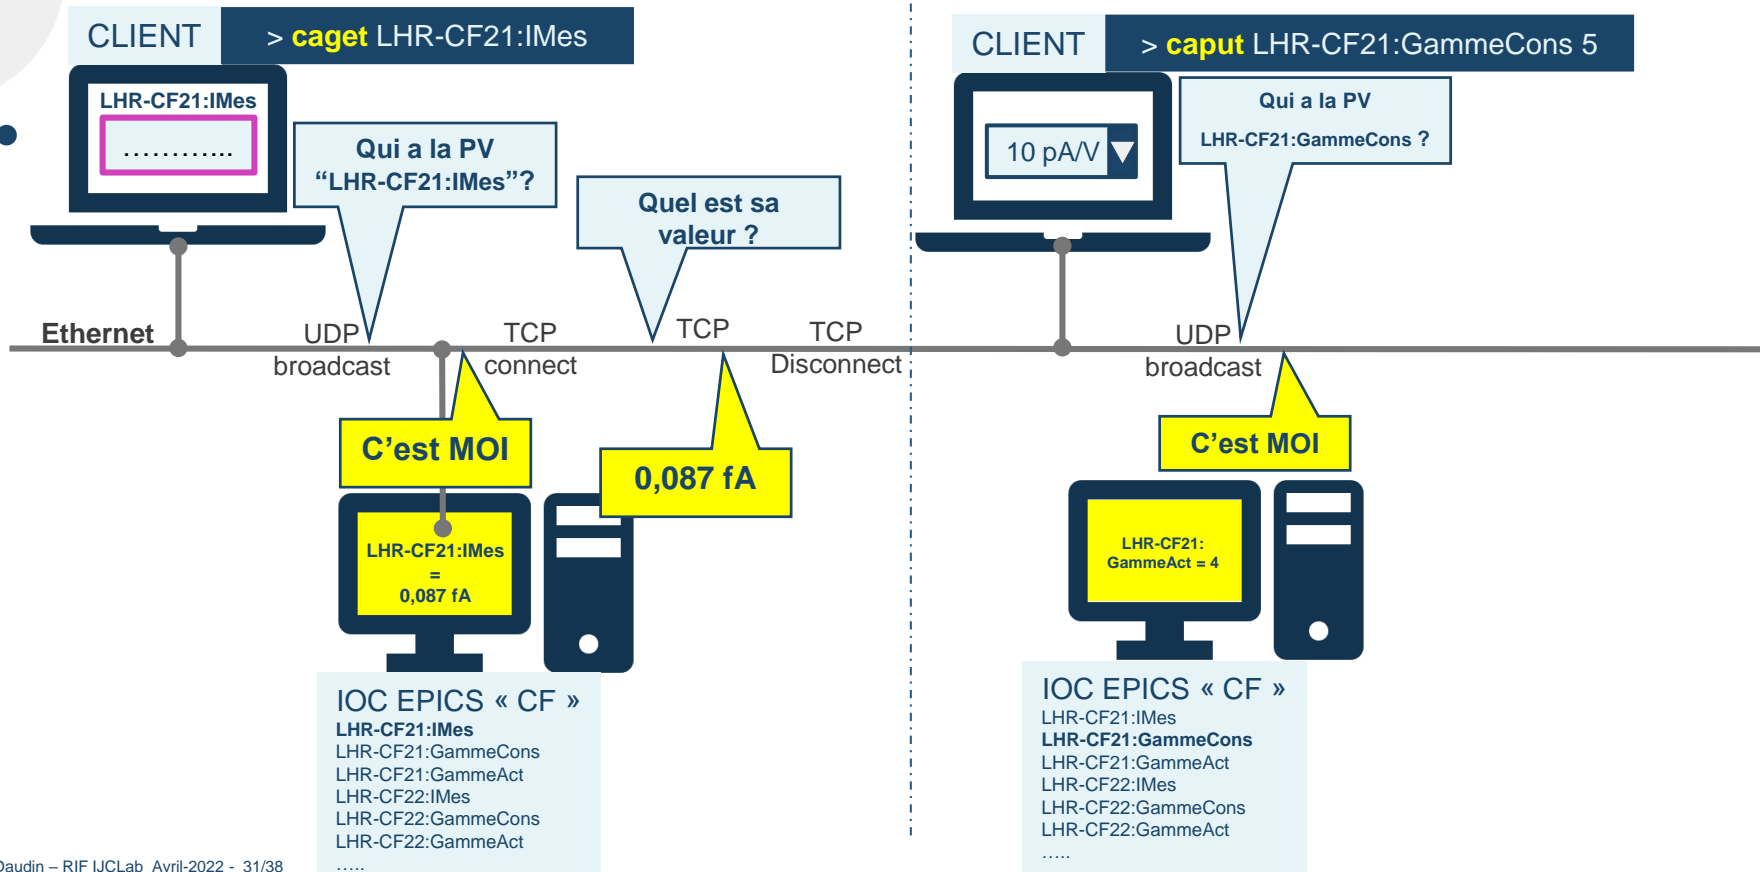 CLIENT
> caget LHR-CF21:IMes
LHR-CF21:IMes
............
Qui a la PV
“LHR-CF21:IMes”?
Quel est sa
valeur ?
Ethernet
UDP
broadcast
TCP
connect
TCP
TCP
Disconnect
C’est MOI
0,087 fA
LHR-CF21:IMes
=
0,087 fA
IOC EPICS « CF »
LHR-CF21:IMes
LHR-CF21:GammeCons
LHR-CF21:GammeAct
LHR-CF22:IMes
LHR-CF22:GammeCons
LHR-CF22:GammeAct
…..
CLIENT
> caput LHR-CF21:GammeCons 5
10 pA/V
Qui a la PV
LHR-CF21:GammeCons ?
UDP
broadcast
C’est MOI
LHR-CF21:
GammeAct = 4
IOC EPICS « CF »
LHR-CF21:IMes
LHR-CF21:GammeCons
LHR-CF21:GammeAct
LHR-CF22:IMes
LHR-CF22:GammeCons
LHR-CF22:GammeAct
…..
Daudin – RIF IJCLab Avril-2022 - 31/38